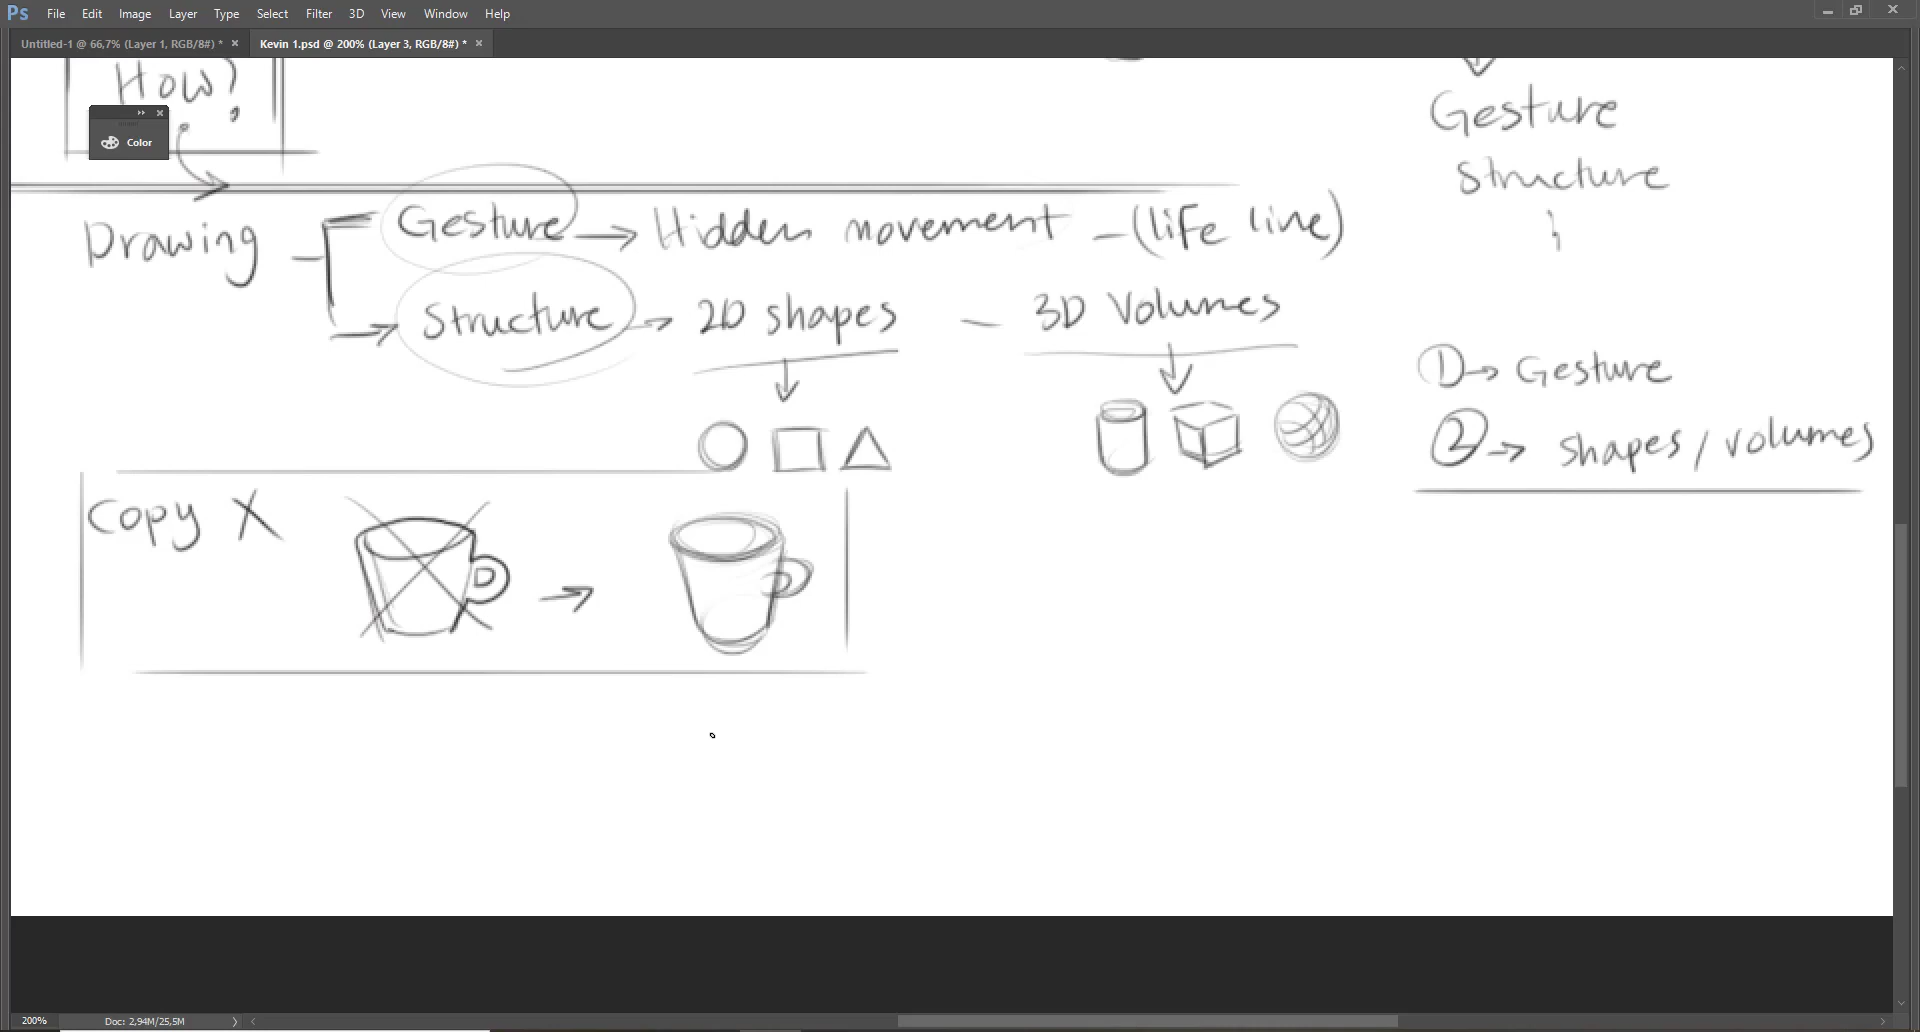 Ps File Edit Image Layer Type Select Filter 3D View Window Help
Untitled-1 @ 66,7% (Layer 1, RGB/8#) * × Kevin 1.psd @ 200% (Layer 3, RGB/8#) * ×
How?
Color
Gesture
Structure
Drawing
Gesture → Hidden movement - (life line)
Structure → 2D shapes - 3D Volumes
① → Gesture
② → shapes / volumes
Copy X
200% Doc: 2,94M/25,5M